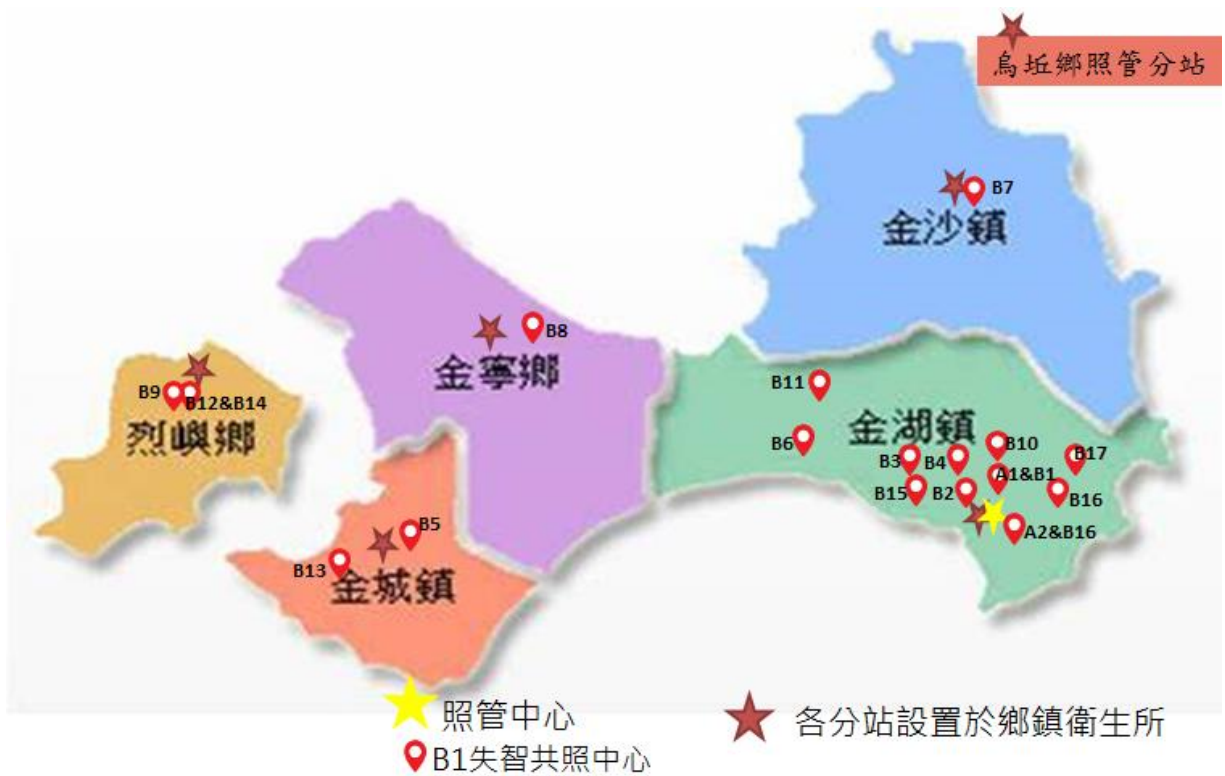 烏坵鄉照管分站
B7
金沙鎮
B8
金寧鄉
B9
B12&B14
烈嶼鄉
B11
金湖鎮
B6
B10
B3
B4
B17
A1&B1
B15
B2
B16
A2&B16
B5
B13
金城鎮
照管中心
各分站設置於鄉鎮衛生所
B1失智共照中心